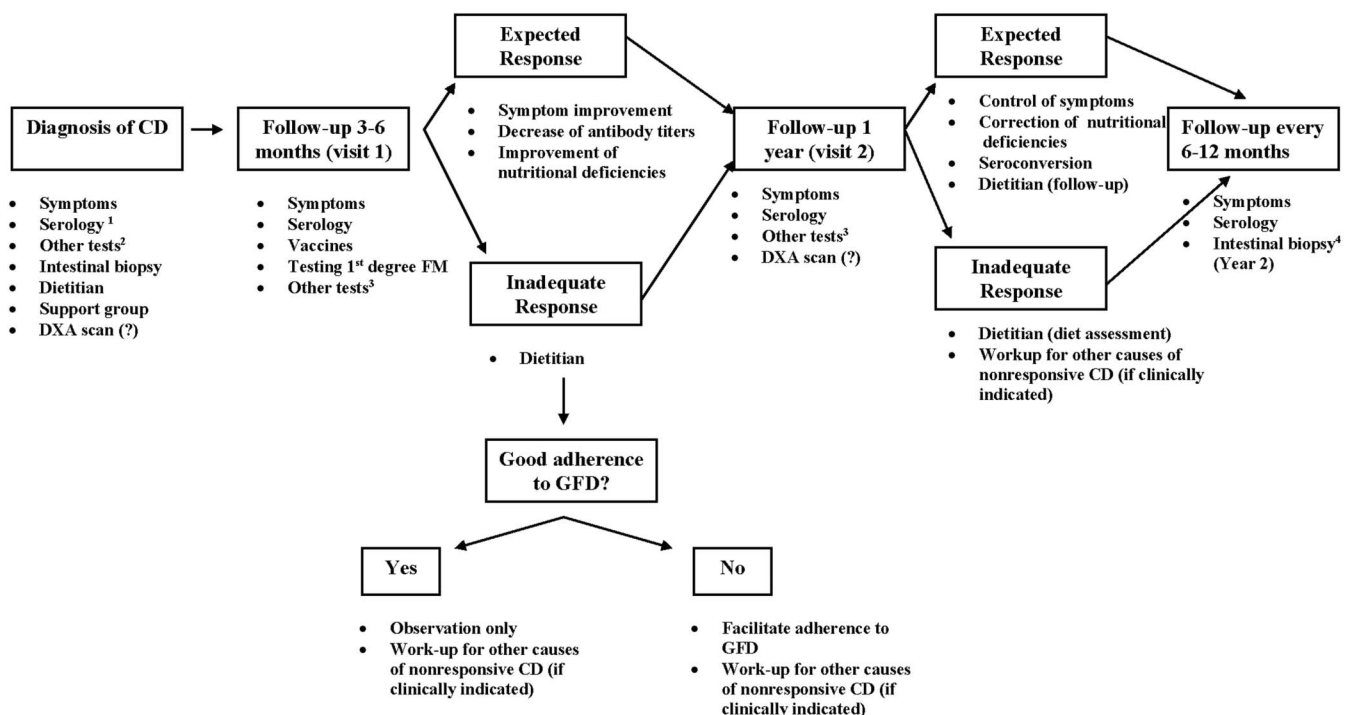 Diagnosis of CD
• Symptoms
• Serology ¹
• Other tests²
• Intestinal biopsy
• Dietitian
• Support group
• DXA scan (?)
Follow-up 3-6
months (visit 1)
• Symptoms
• Serology
• Vaccines
• Testing 1ˢᵗ degree FM
• Other tests³
Expected
Response
• Symptom improvement
• Decrease of antibody titers
• Improvement of
nutritional deficiencies
Inadequate
Response
• Dietitian
Good adherence
to GFD?
Yes
• Observation only
• Work-up for other causes
of nonresponsive CD (if
clinically indicated)
No
• Facilitate adherence to
GFD
• Work-up for other causes
of nonresponsive CD (if
clinically indicated)
Follow-up 1
year (visit 2)
• Symptoms
• Serology
• Other tests³
• DXA scan (?)
Expected
Response
• Control of symptoms
• Correction of nutritional
deficiencies
• Seroconversion
• Dietitian (follow-up)
Inadequate
Response
• Dietitian (diet assessment)
• Workup for other causes of
nonresponsive CD (if clinically
indicated)
Follow-up every
6-12 months
• Symptoms
• Serology
• Intestinal biopsy⁴
(Year 2)